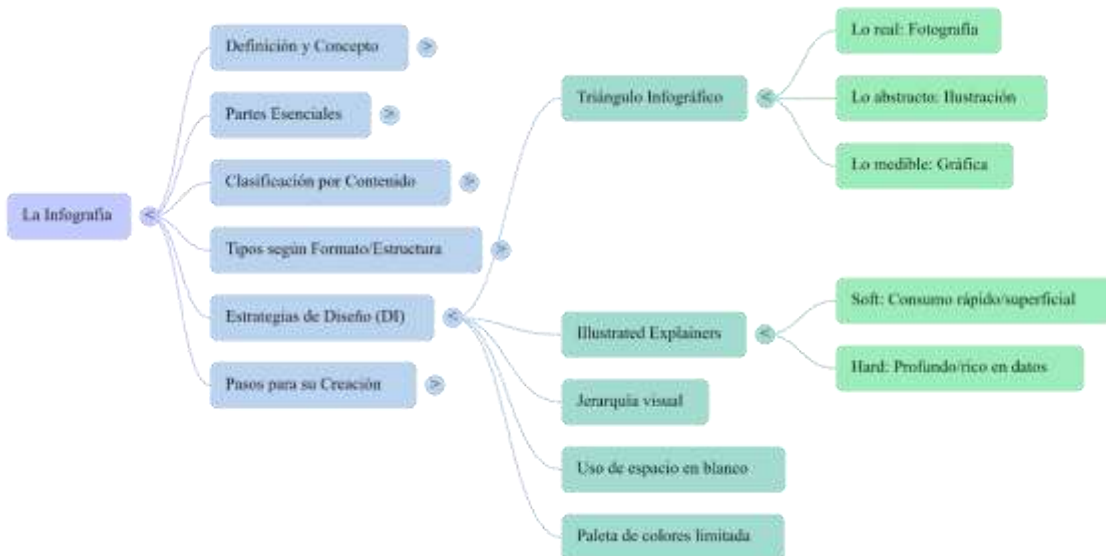 La Infografía
Definición y Concepto
>
Partes Esenciales
>
Clasificación por Contenido
>
<
Tipos según Formato/Estructura
>
Estrategias de Diseño (DI)
<
Pasos para su Creación
>
Triángulo Infográfico
<
Lo real: Fotografía
Lo abstracto: Ilustración
Lo medible: Gráfica
Illustrated Explainers
<
Soft: Consumo rápido/superficial
Hard: Profundo/rico en datos
Jerarquía visual
Uso de espacio en blanco
Paleta de colores limitada